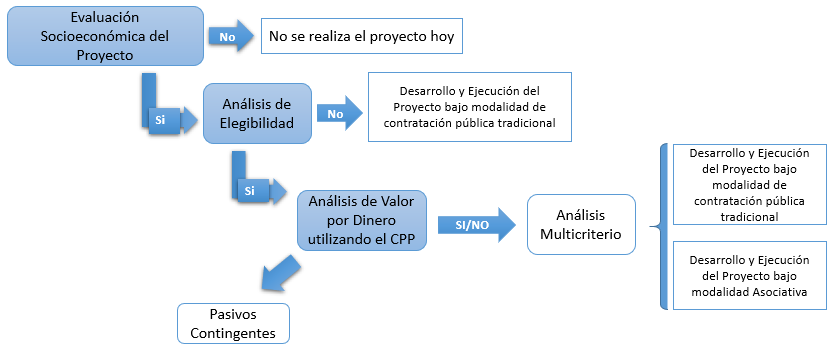 Evaluación
Socioeconómica del
Proyecto
No
No se realiza el proyecto hoy
Si
Análisis de
Elegebilidad
No
Desarrollo y Ejecución del
Proyecto bajo modalidad de
contratación pública tradicional
Si
Análisis de Valor
por Dinero
utilizando el CPP
SI/NO
Análisis
Multicriterio
Desarrollo y Ejecución
del Proyecto bajo
modalidad de
contratación pública
tradicional
Desarrollo y Ejecución
del Proyecto bajo
modalidad Asociativa
Pasivos
Contingentes